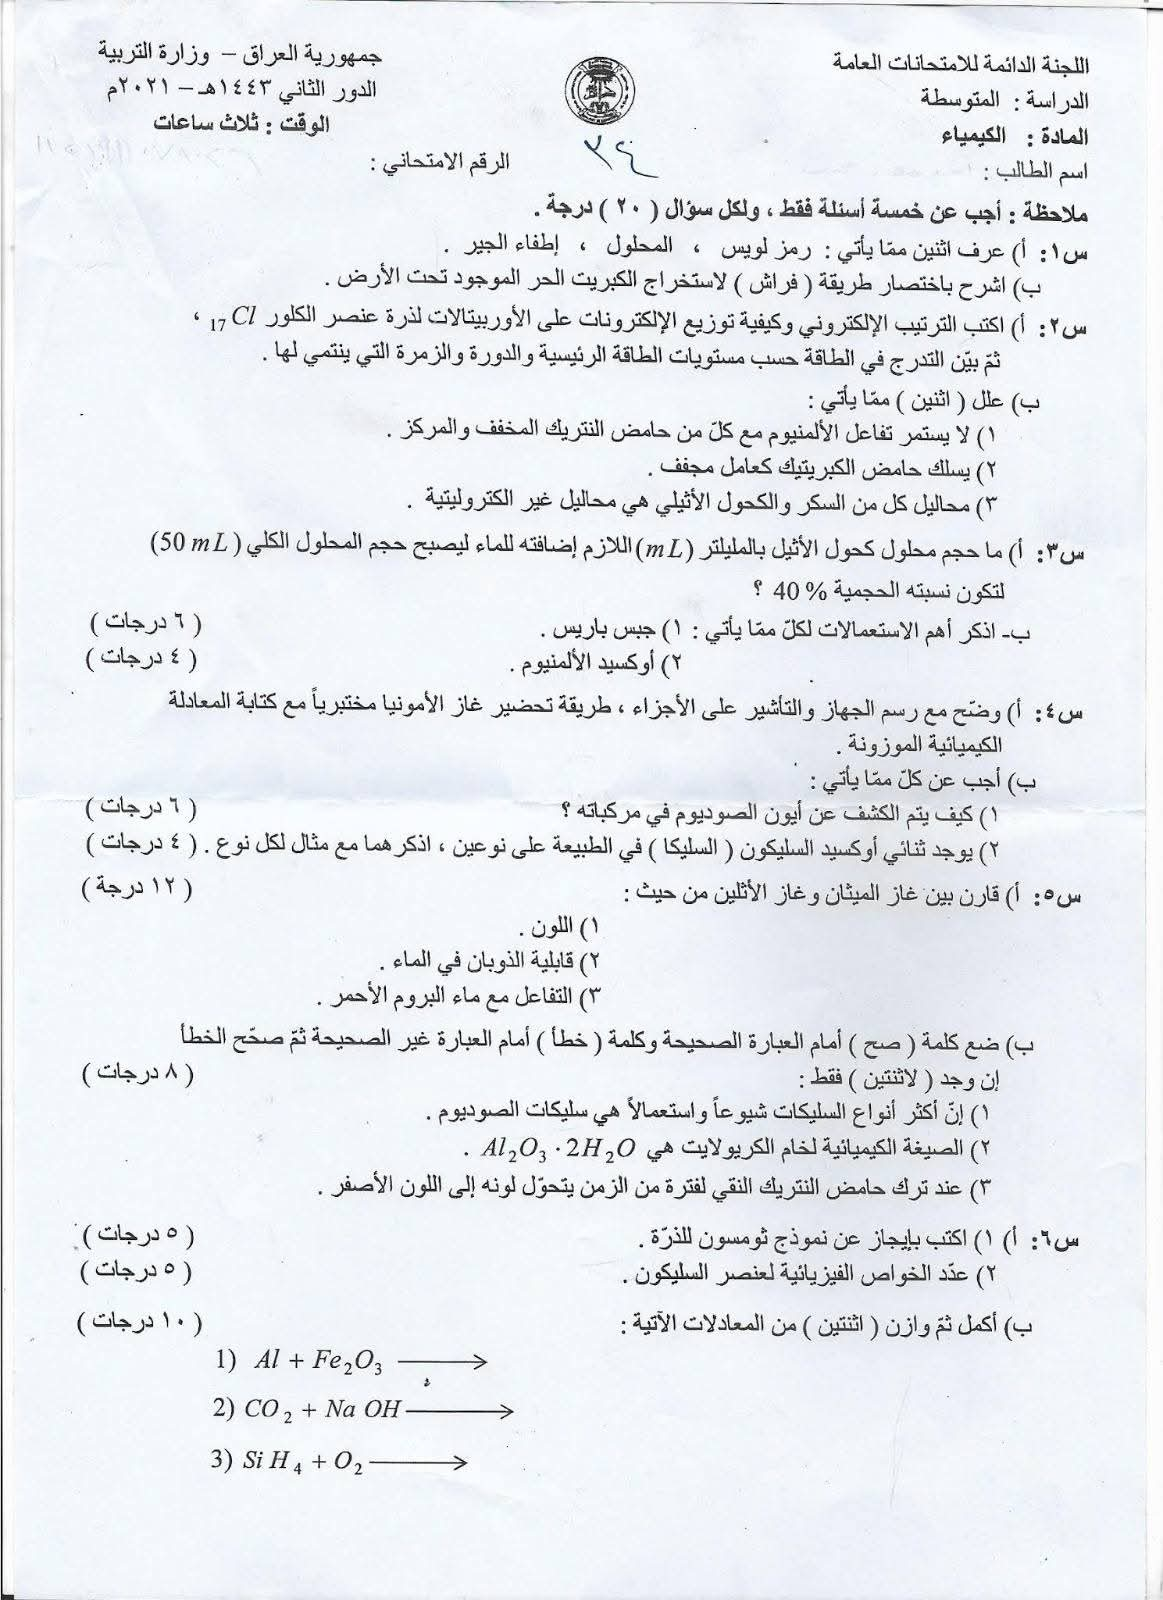 اللجنة الدائمة للامتحانات العامة
الدراسة : المتوسطة
المادة : الكيمياء
اسم الطالب :
جمهورية العراق – وزارة التربية
الدور الثاني ١٤٤٣هـ – ٢٠٢١م
الوقت : ثلاث ساعات
الرقم الامتحاني :
٣٤
ملاحظة : أجب عن خمسة أسئلة فقط ، ولكل سؤال ( ٢٠ ) درجة .
س١: أ) عرف اثنين ممّا يأتي : رمز لويس ، المحلول ، إطفاء الجير .
ب) اشرح باختصار طريقة ( فراش ) لاستخراج الكبريت الحر الموجود تحت الأرض .
س٢: أ) اكتب الترتيب الإلكتروني وكيفية توزيع الإلكترونات على الأوربيتالات لذرة عنصر الكلور ₁₇Cl ،
ثمّ بيّن التدرج في الطاقة حسب مستويات الطاقة الرئيسية والدورة والزمرة التي ينتمي لها .
ب) علل ( اثنين ) ممّا يأتي :
١) لا يستمر تفاعل الألمنيوم مع كلّ من حامض النتريك المخفف والمركز .
٢) يسلك حامض الكبريتيك كعامل مجفف .
٣) محاليل كل من السكر والكحول الأثيلي هي محاليل غير الكتروليتية .
س٣: أ) ما حجم محلول كحول الأثيل بالمليلتر (mL) اللازم إضافته للماء ليصبح حجم المحلول الكلي (50 mL)
لتكون نسبته الحجمية % 40 ؟
ب- اذكر أهم الاستعمالات لكلّ ممّا يأتي : ١) جبس باريس . ( ٦ درجات )
٢) أوكسيد الألمنيوم . ( ٤ درجات )
س٤: أ) وضّح مع رسم الجهاز والتأشير على الأجزاء ، طريقة تحضير غاز الأمونيا مختبرياً مع كتابة المعادلة
الكيميائية الموزونة .
ب) أجب عن كلّ ممّا يأتي :
١) كيف يتم الكشف عن أيون الصوديوم في مركباته ؟ ( ٦ درجات )
٢) يوجد ثنائي أوكسيد السليكون ( السليكا ) في الطبيعة على نوعين ، اذكرهما مع مثال لكل نوع . ( ٤ درجات )
س٥: أ) قارن بين غاز الميثان وغاز الأثلين من حيث : ( ١٢ درجة )
١) اللون .
٢) قابلية الذوبان في الماء .
٣) التفاعل مع ماء البروم الأحمر .
ب) ضع كلمة ( صح ) أمام العبارة الصحيحة وكلمة ( خطأ ) أمام العبارة غير الصحيحة ثمّ صحّح الخطأ
إن وجد ( لاثنتين ) فقط : ( ٨ درجات )
١) إنّ أكثر أنواع السليكات شيوعاً واستعمالاً هي سليكات الصوديوم .
٢) الصيغة الكيميائية لخام الكريولايت هي Al₂O₃ · 2H₂O .
٣) عند ترك حامض النتريك النقي لفترة من الزمن يتحوّل لونه إلى اللون الأصفر .
س٦: أ) ١) اكتب بإيجاز عن نموذج ثومسون للذرّة . ( ٥ درجات )
٢) عدّد الخواص الفيزيائية لعنصر السليكون . ( ٥ درجات )
ب) أكمل ثمّ وازن ( اثنتين ) من المعادلات الآتية : ( ١٠ درجات )
1) Al + Fe₂O₃ ⟶
2) CO₂ + Na OH ⟶
3) Si H₄ + O₂ ⟶